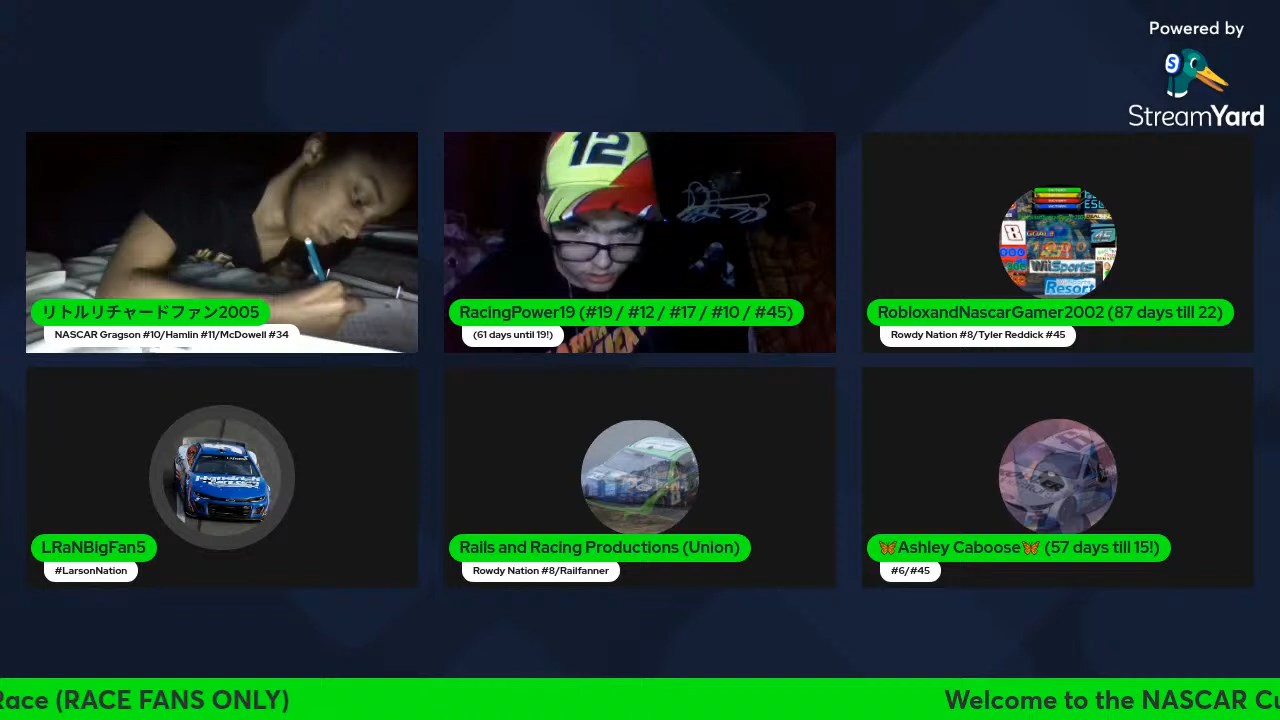 Powered by
StreamYard
12
リトルリチャードファン2005
NASCAR Gragson #10/Hamlin #11/McDowell #34
RacingPower19 (#19 / #12 / #17 / #10 / #45)
(61 days until 19!)
RobloxandNascarGamer2002 (87 days till 22)
Rowdy Nation #8/Tyler Reddick #45
LRaNBigFan5
#LarsonNation
Rails and Racing Productions (Union)
Rowdy Nation #8/Railfanner
🦋Ashley Caboose🦋 (57 days till 15!)
#6/#45
Race (RACE FANS ONLY)
Welcome to the NASCAR Cu